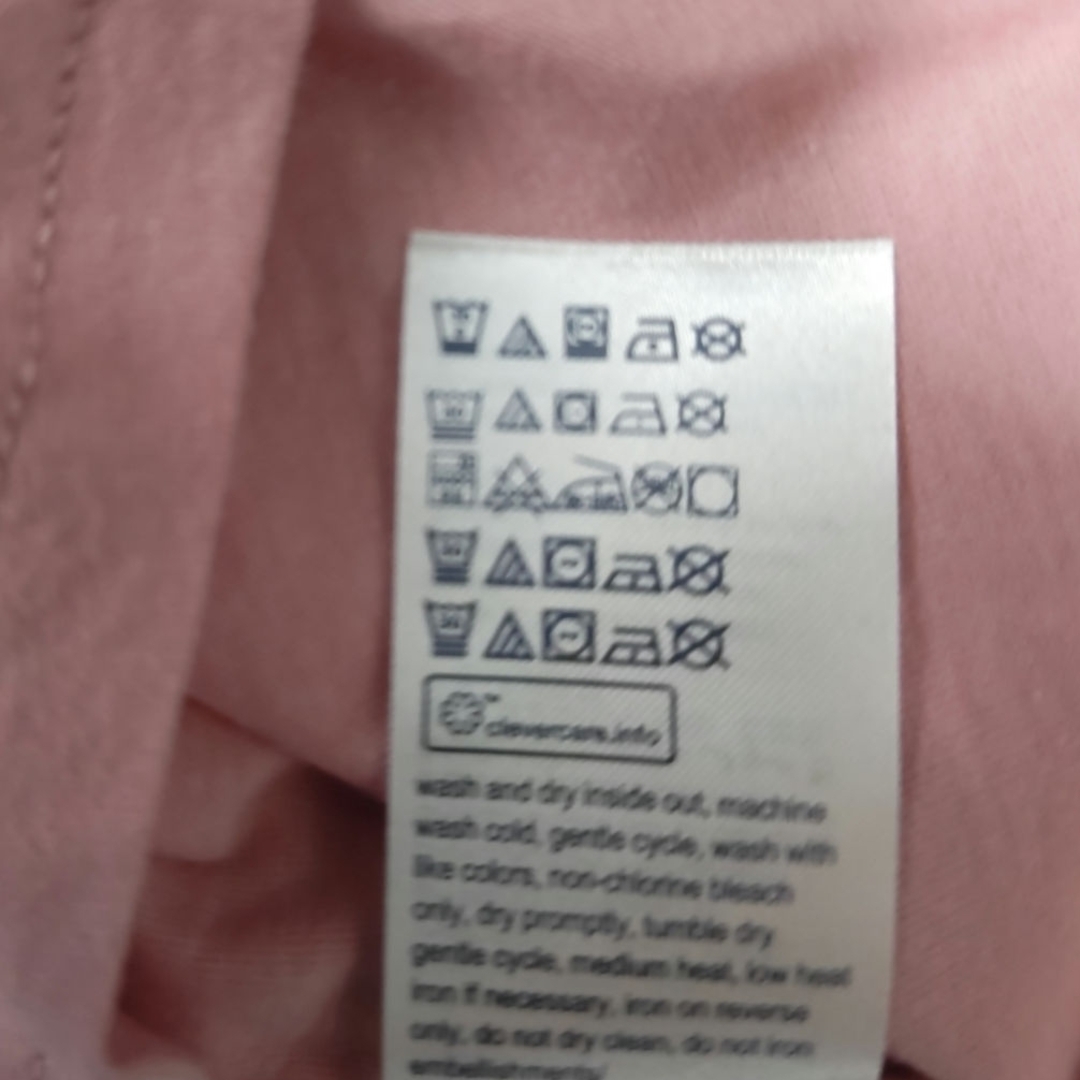 clevercare.info
wash and dry inside out, machine
wash cold, gentle cycle, wash with
like colors, non-chlorine bleach
only, dry promptly, tumble dry
gentle cycle, medium heat, low heat
iron if necessary, iron on reverse
only, do not dry clean, do not iron
embellishments/